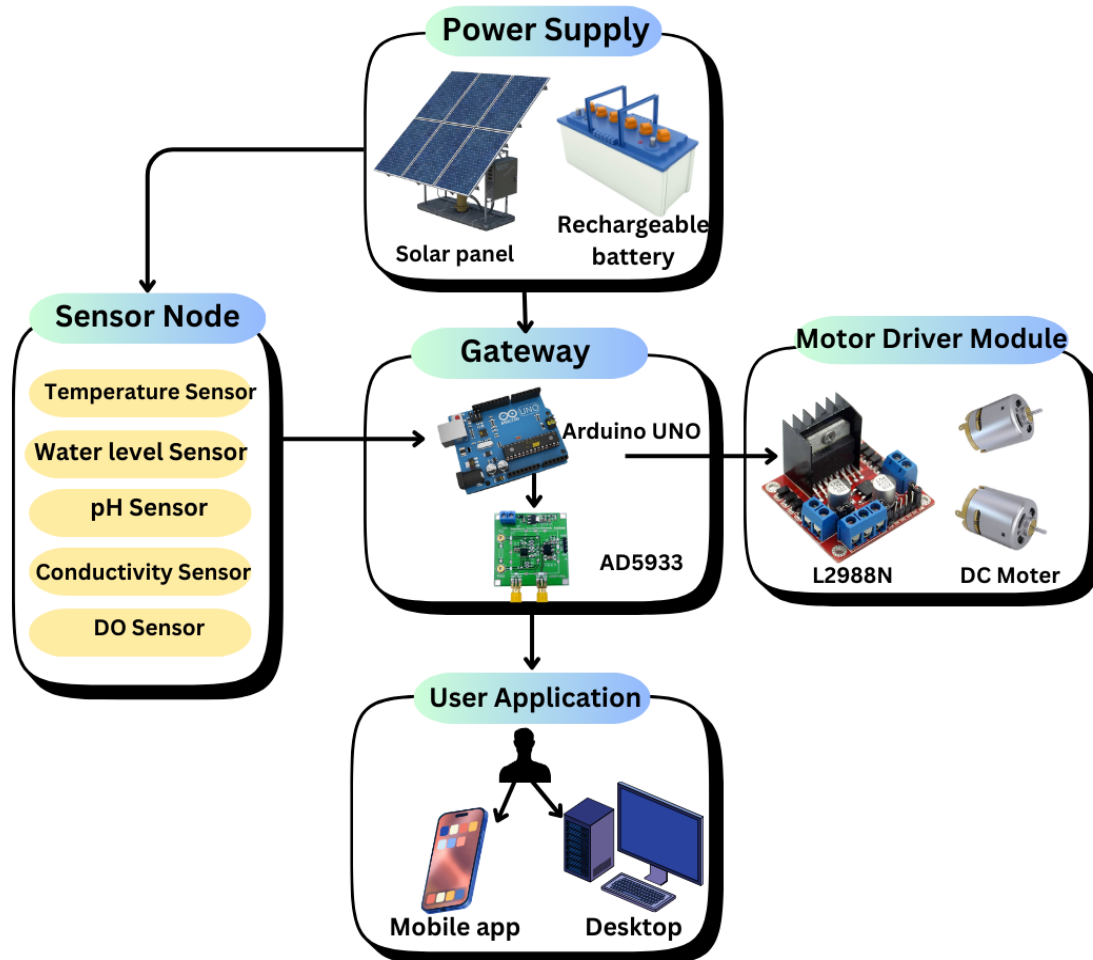 Power Supply
Solar panel
Rechargeable
battery
Sensor Node
Temperature Sensor
Water level Sensor
pH Sensor
Conductivity Sensor
DO Sensor
Gateway
UNO
Arduino UNO
AD5933
Motor Driver Module
L2988N
DC Moter
User Application
Mobile app
Desktop